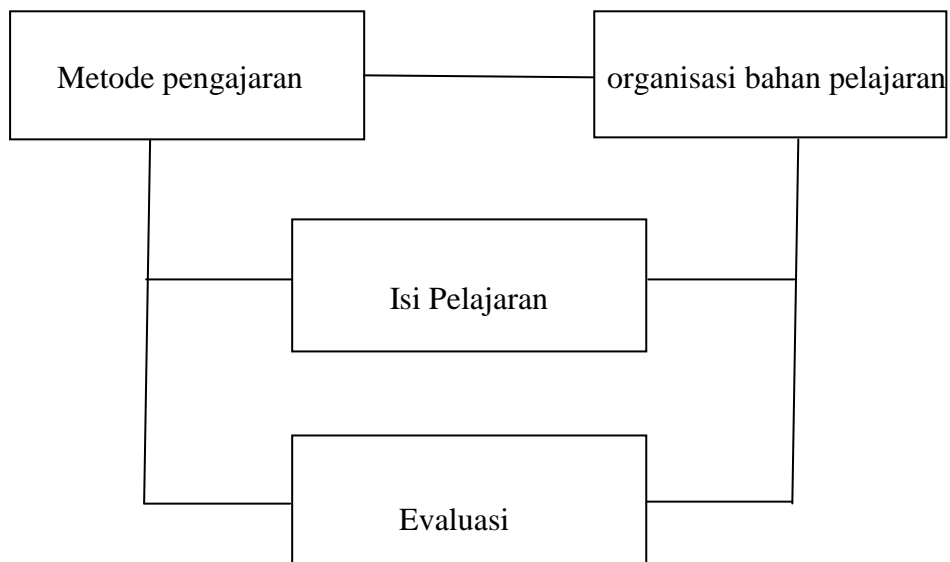 Metode pengajaran
organisasi bahan pelajaran
Isi Pelajaran
Evaluasi